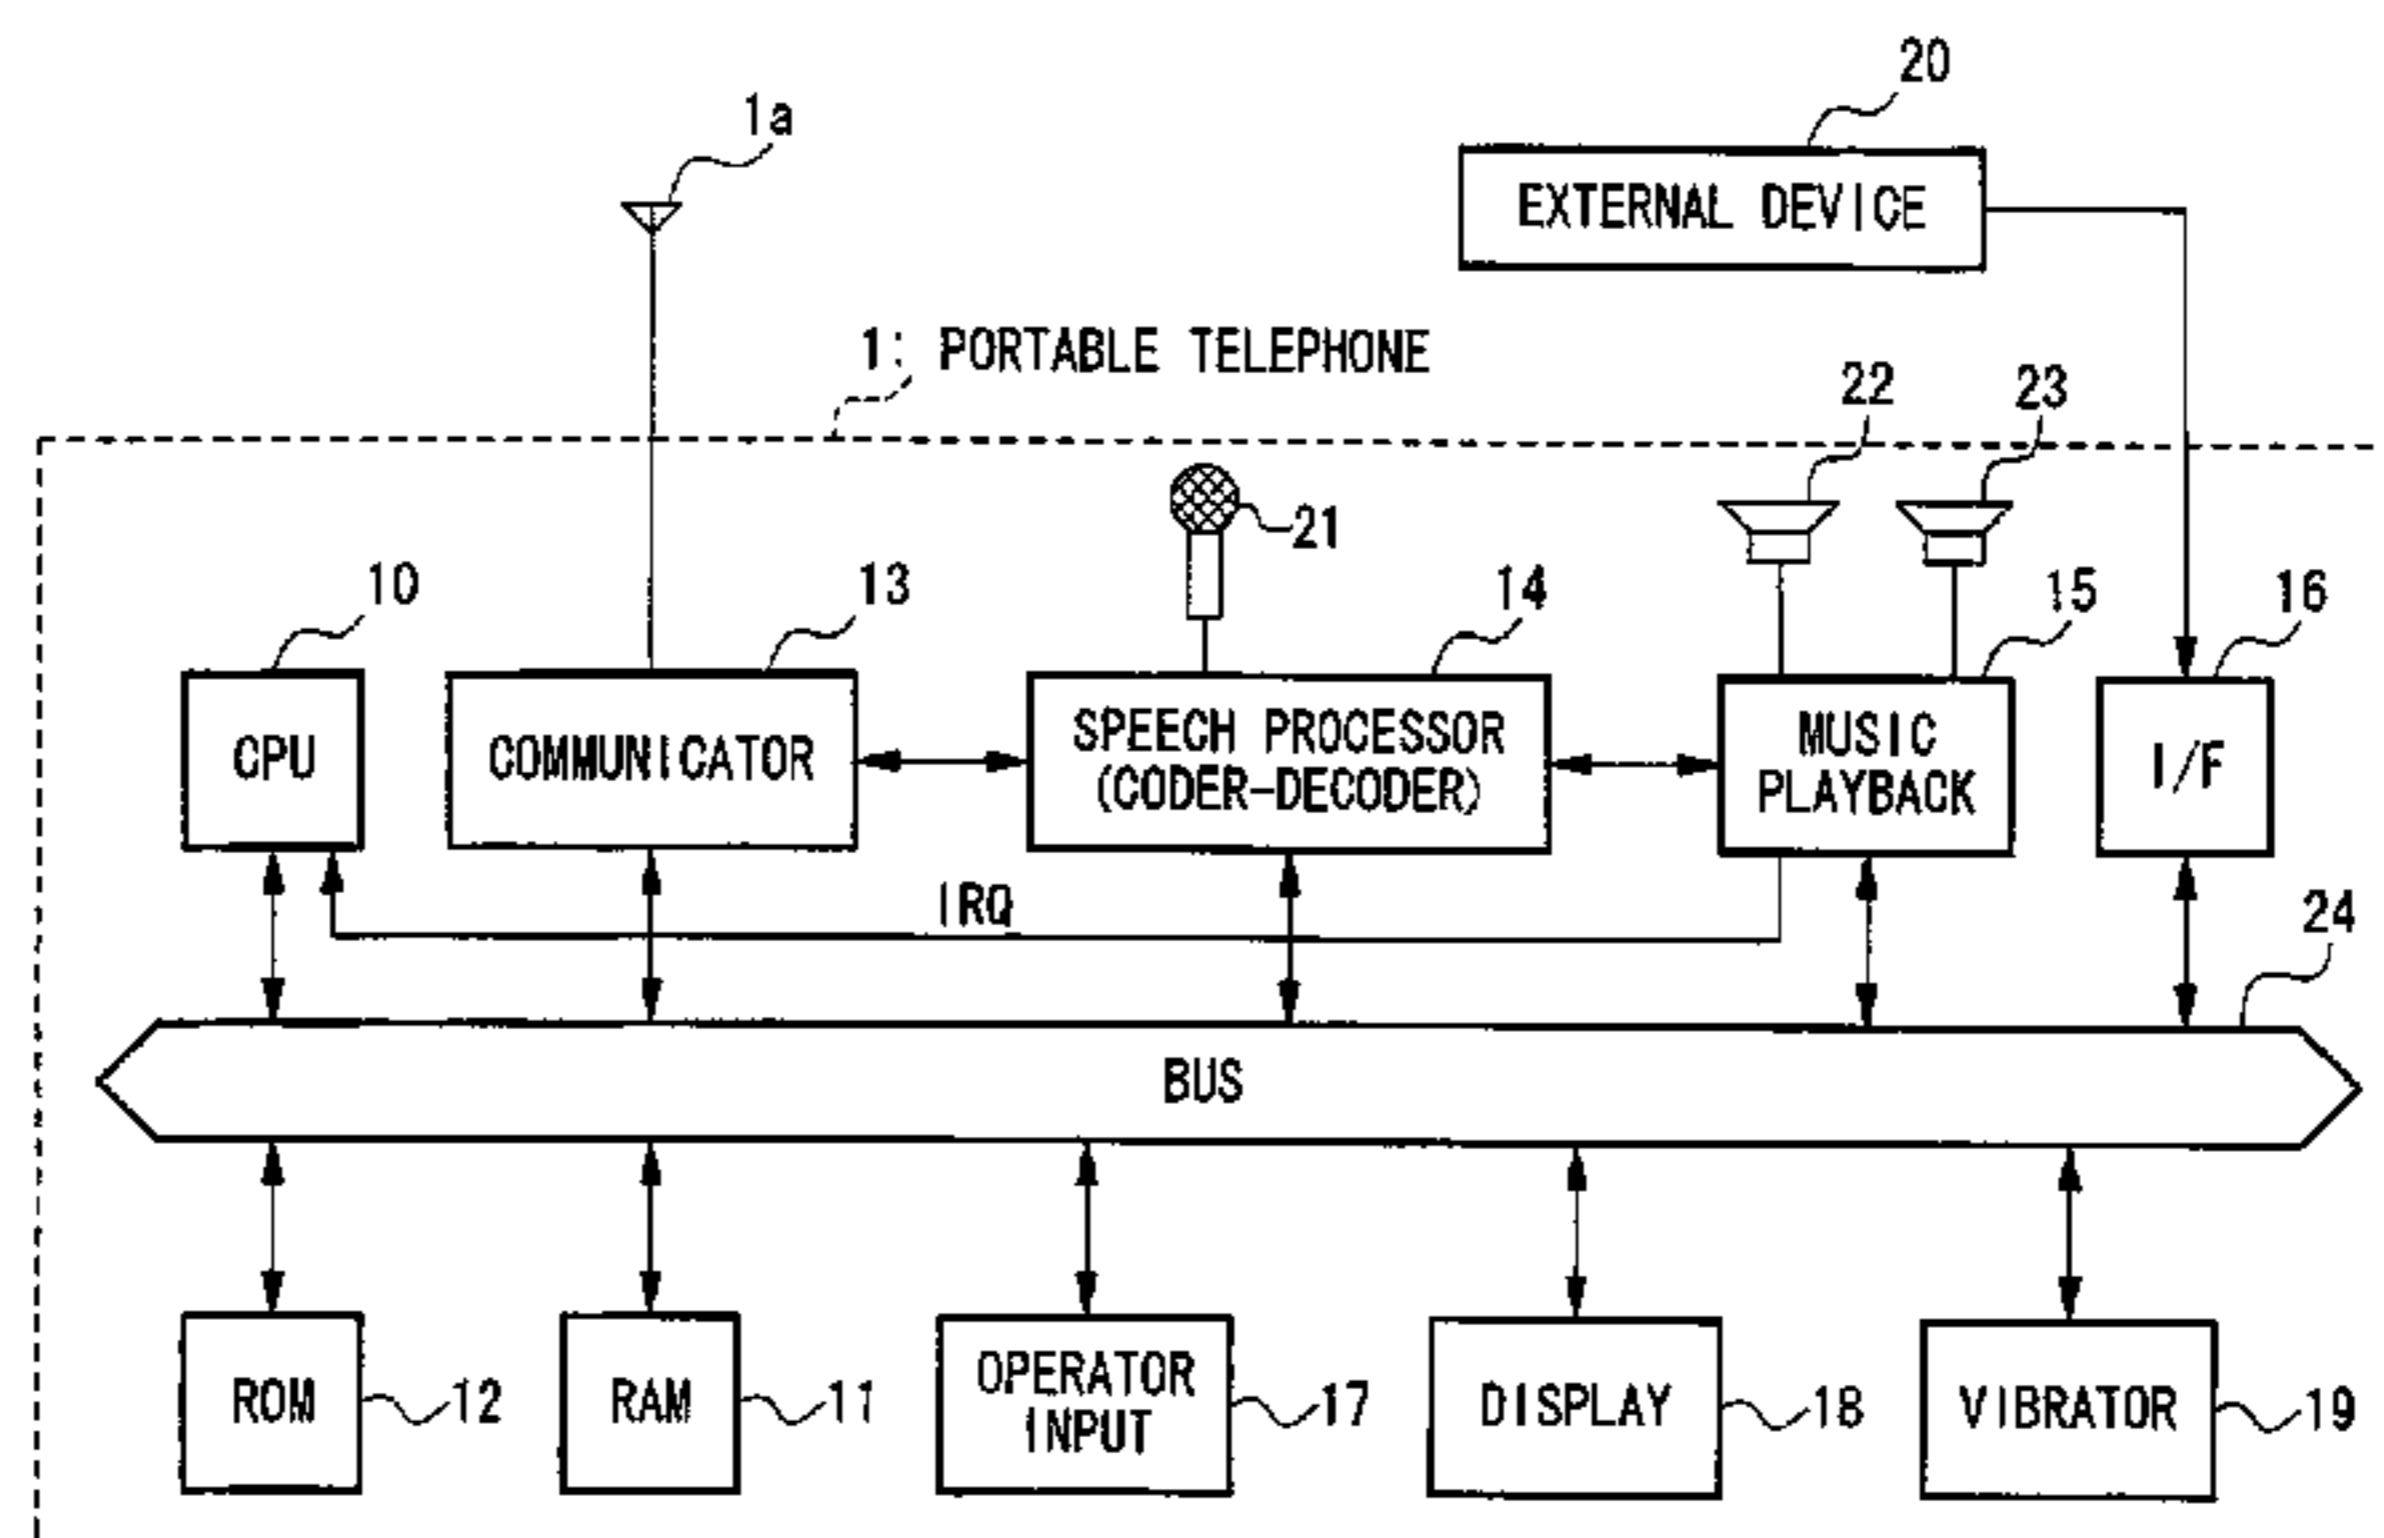 20
1a
EXTERNAL DEVICE
1: PORTABLE TELEPHONE
22
23
21
10
13
14
15
16
CPU
COMMUNICATOR
SPEECH PROCESSOR
(CODER-DECODER)
MUSIC
PLAYBACK
I/F
IRQ
24
BUS
ROM
12
RAM
11
OPERATOR
INPUT
17
DISPLAY
18
VIBRATOR
19